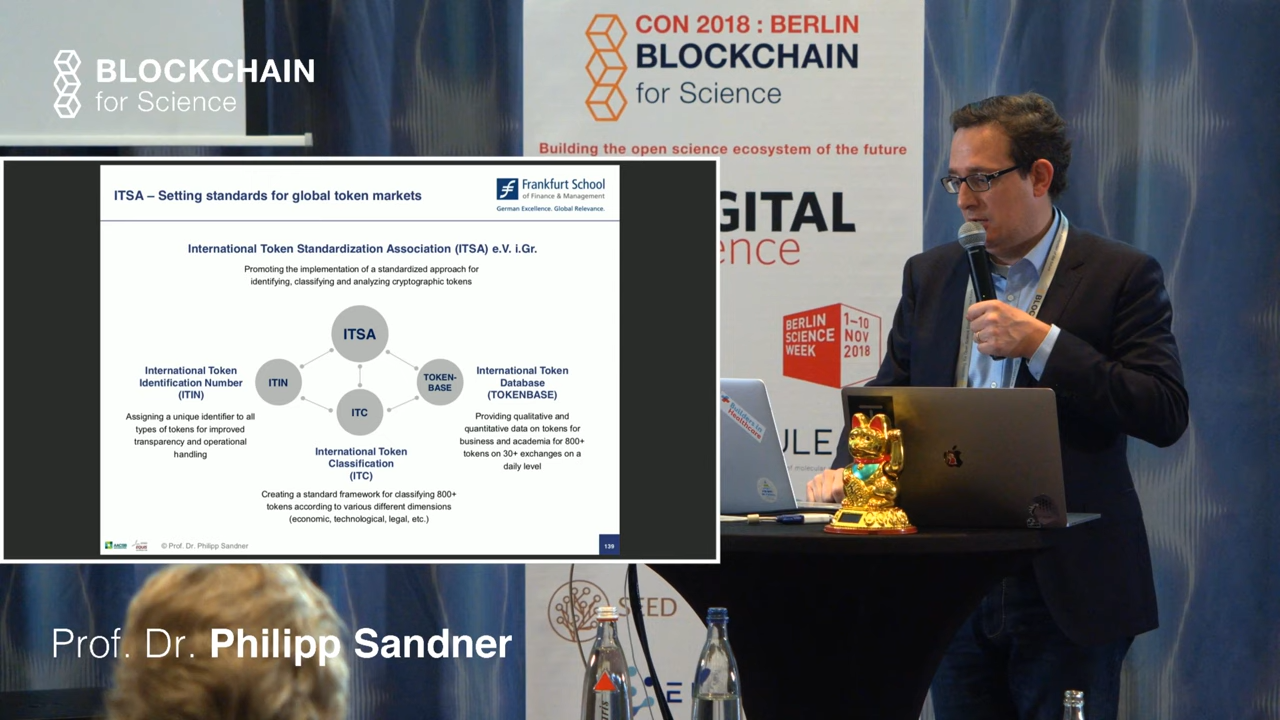 BLOCKCHAIN
for Science
CON 2018 : BERLIN
BLOCKCHAIN
for Science
Building the open science ecosystem of the future
GITAL
ence
BERLIN
SCIENCE
WEEK
1–10
NOV
2018
ITSA – Setting standards for global token markets
Frankfurt School
of Finance & Management
German Excellence. Global Relevance.
International Token Standardization Association (ITSA) e.V. i.Gr.
Promoting the implementation of a standardized approach for
identifying, classifying and analyzing cryptographic tokens
ITSA
ITIN
TOKEN-
BASE
ITC
International Token
Identification Number
(ITIN)
Assigning a unique identifier to all
types of tokens for improved
transparency and operational
handling
International Token
Classification
(ITC)
Creating a standard framework for classifying 800+
tokens according to various different dimensions
(economic, technological, legal, etc.)
International Token
Database
(TOKENBASE)
Providing qualitative and
quantitative data on tokens for
business and academia for 800+
tokens on 30+ exchanges on a
daily level
© Prof. Dr. Philipp Sandner
139
Builders in
Healthcare
ULE
SEED
Prof. Dr. Philipp Sandner